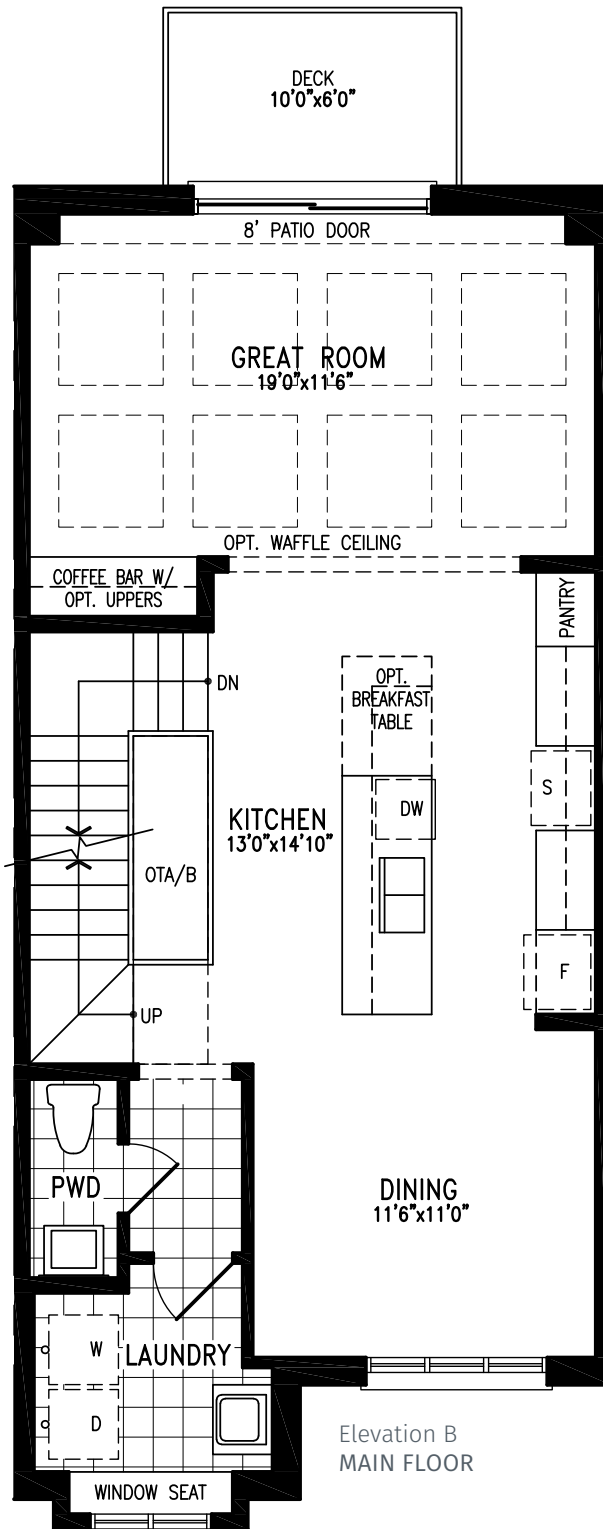 DECK
10'0"x6'0"
8' PATIO DOOR
GREAT ROOM
19'0"x11'6"
OPT. WAFFLE CEILING
COFFEE BAR W/
OPT. UPPERS
PANTRY
DN
OPT.
BREAKFAST
TABLE
S
DW
KITCHEN
13'0"x14'10"
OTA/B
F
UP
PWD
DINING
11'6"x11'0"
W
LAUNDRY
D
Elevation B
MAIN FLOOR
WINDOW SEAT